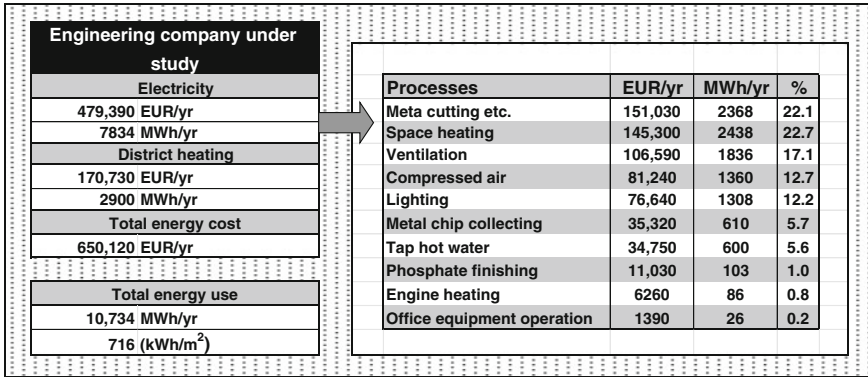 Engineering company under
study
Electricity
479,390 EUR/yr
7834 MWh/yr
District heating
170,730 EUR/yr
2900 MWh/yr
Total energy cost
650,120 EUR/yr
Total energy use
10,734 MWh/yr
716 (kWh/m²)
Processes EUR/yr MWh/yr %
Meta cutting etc. 151,030 2368 22.1
Space heating 145,300 2438 22.7
Ventilation 106,590 1836 17.1
Compressed air 81,240 1360 12.7
Lighting 76,640 1308 12.2
Metal chip collecting 35,320 610 5.7
Tap hot water 34,750 600 5.6
Phosphate finishing 11,030 103 1.0
Engine heating 6260 86 0.8
Office equipment operation 1390 26 0.2